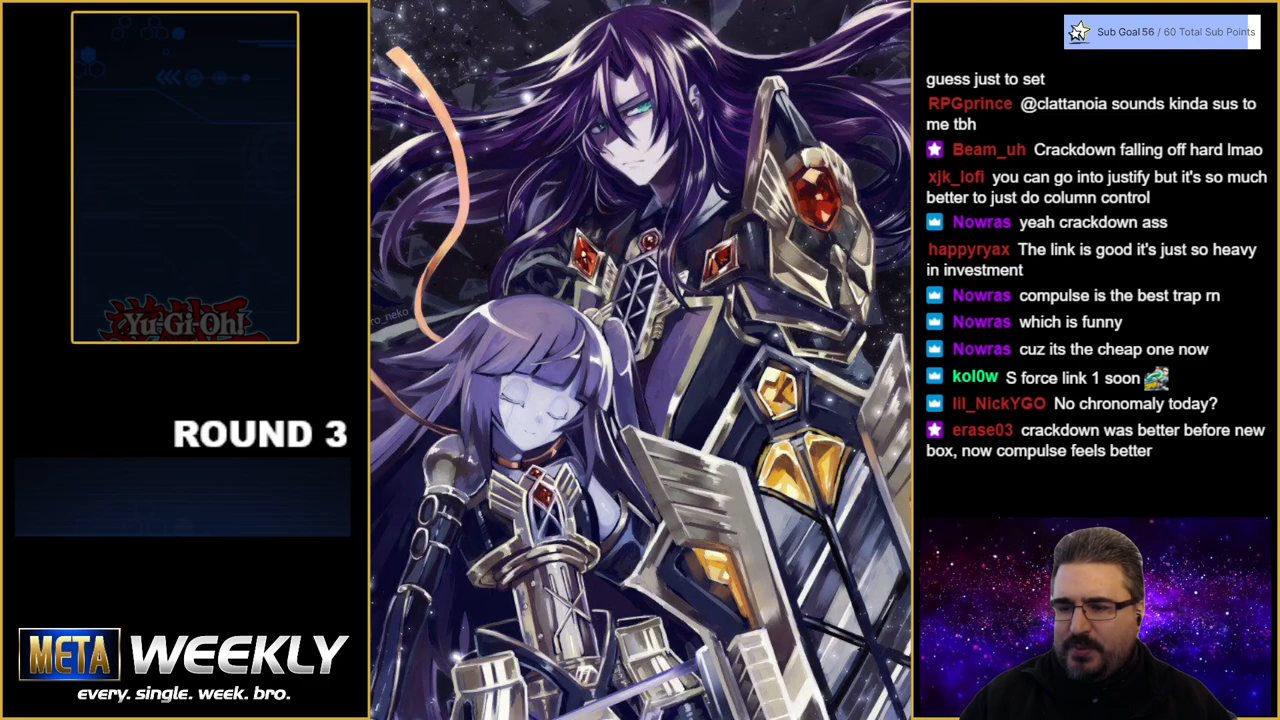 Yu-Gi-Oh!
ROUND 3
META WEEKLY
every. single. week. bro.
ro_neko
Sub Goal 56 / 60 Total Sub Points
guess just to set
RPGprince @clattanoia sounds kinda sus to
me tbh
Beam_uh Crackdown falling off hard lmao
xjk_lofi you can go into justify but it's so much
better to just do column control
Nowras yeah crackdown ass
happyryax The link is good it's just so heavy
in investment
Nowras compulse is the best trap rn
Nowras which is funny
Nowras cuz its the cheap one now
kol0w S force link 1 soon
lil_NickYGO No chronomaly today?
erase03 crackdown was better before new
box, now compulse feels better